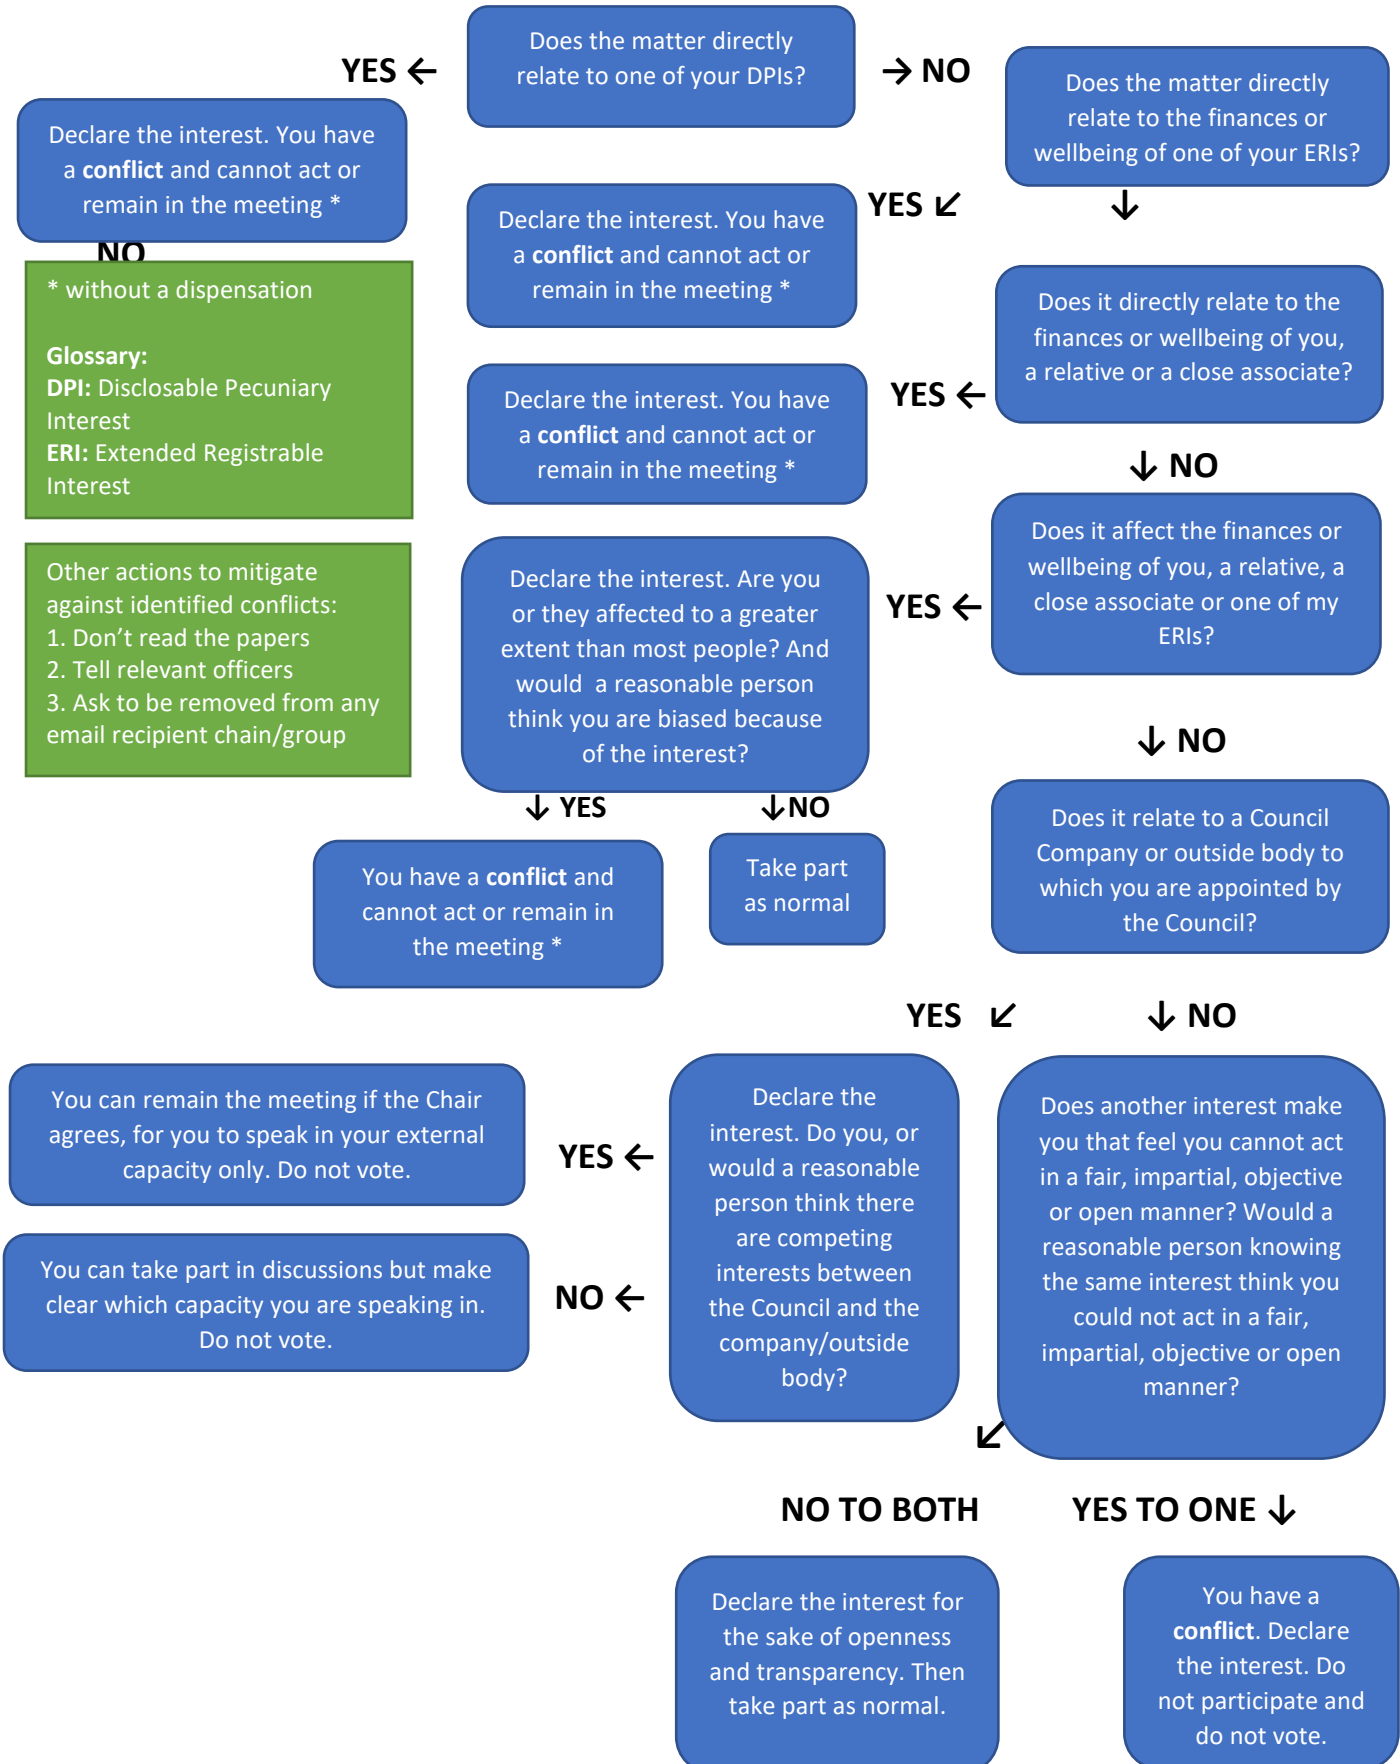 Does the matter directly
relate to one of your DPIs?
YES ←
→ NO
Does the matter directly
relate to the finances or
wellbeing of one of your ERIs?
Declare the interest. You have
a conflict and cannot act or
remain in the meeting *
NO
YES ↙
↓
Declare the interest. You have
a conflict and cannot act or
remain in the meeting *
* without a dispensation
Glossary:
DPI: Disclosable Pecuniary
Interest
ERI: Extended Registrable
Interest
Does it directly relate to the
finances or wellbeing of you,
a relative or a close associate?
YES ←
Declare the interest. You have
a conflict and cannot act or
remain in the meeting *
↓ NO
Does it affect the finances or
wellbeing of you, a relative, a
close associate or one of my
ERIs?
YES ←
Declare the interest. Are you
or they affected to a greater
extent than most people? And
would  a reasonable person
think you are biased because
of the interest?
Other actions to mitigate
against identified conflicts:
1. Don’t read the papers
2. Tell relevant officers
3. Ask to be removed from any
email recipient chain/group
↓ YES
↓NO
You have a conflict and
cannot act or remain in
the meeting *
Take part
as normal
↓ NO
Does it relate to a Council
Company or outside body to
which you are appointed by
the Council?
YES ↙
↓ NO
Declare the
interest. Do you, or
would a reasonable
person think there
are competing
interests between
the Council and the
company/outside
body?
YES ←
You can remain the meeting if the Chair
agrees, for you to speak in your external
capacity only. Do not vote.
NO ←
You can take part in discussions but make
clear which capacity you are speaking in.
Do not vote.
Does another interest make
you that feel you cannot act
in a fair, impartial, objective
or open manner? Would a
reasonable person knowing
the same interest think you
could not act in a fair,
impartial, objective or open
manner?
↙
NO TO BOTH
YES TO ONE ↓
Declare the interest for
the sake of openness
and transparency. Then
take part as normal.
You have a
conflict. Declare
the interest. Do
not participate and
do not vote.